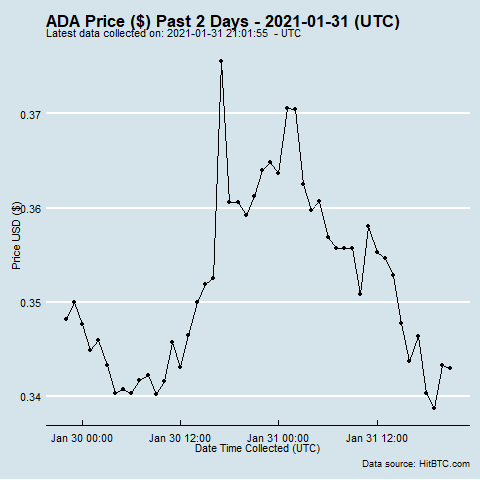 ADA Price ($) Past 2 Days - 2021-01-31 (UTC)
Latest data collected on: 2021-01-31 21:01:55 - UTC
0.37
0.36
0.35
0.34
Price USD ($)
Jan 30 00:00 Jan 30 12:00 Jan 31 00:00 Jan 31 12:00
Date Time Collected (UTC)
Data source: HitBTC.com